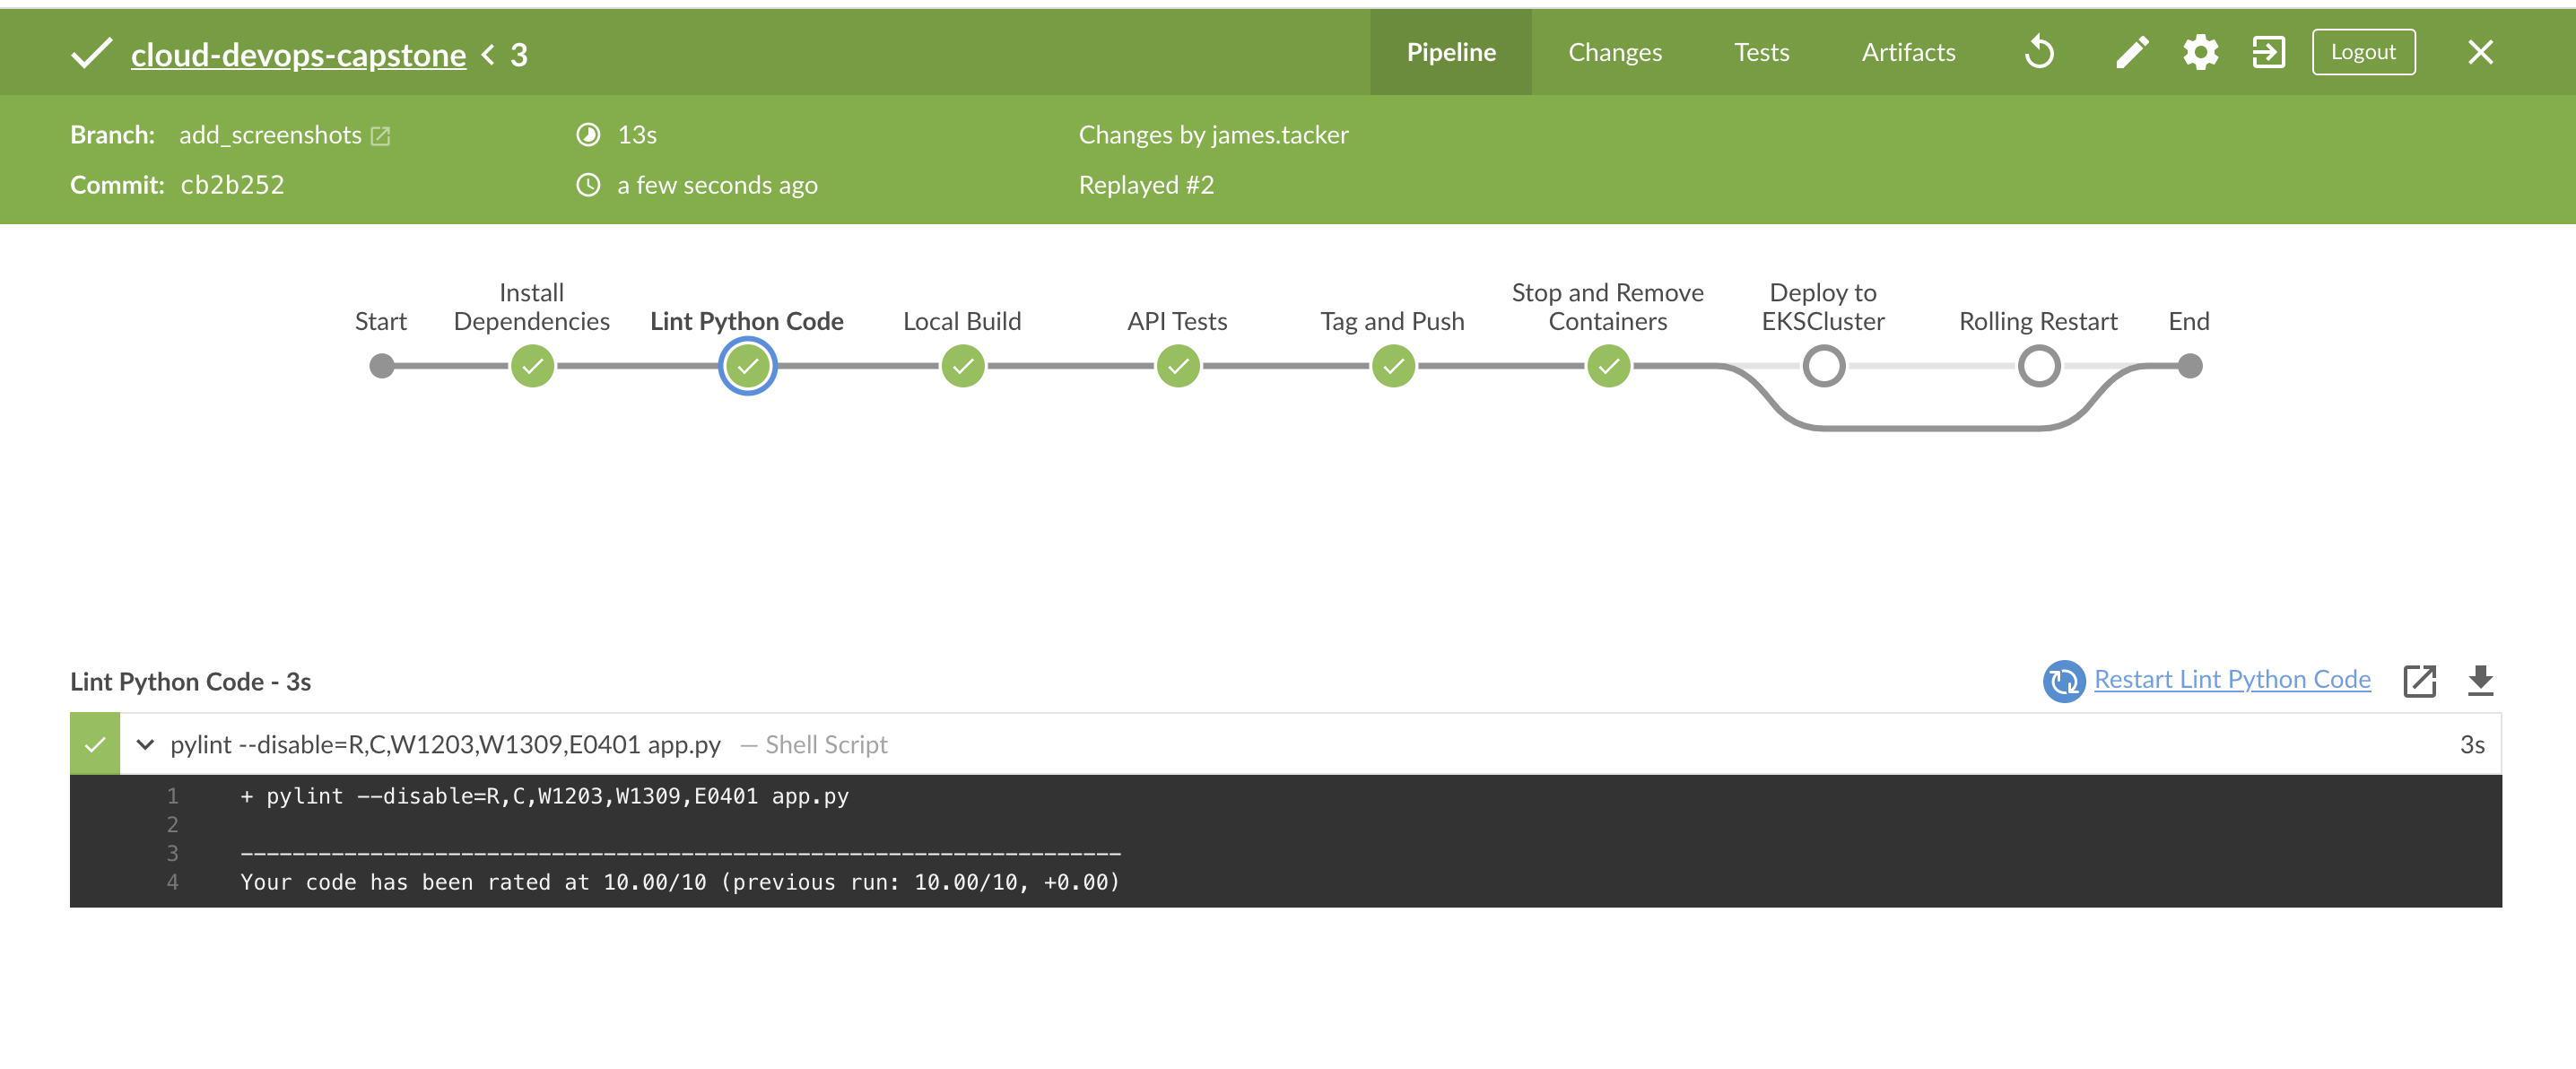 cloud-devops-capstone < 3
Pipeline
Changes
Tests
Artifacts
Logout
Branch: add_screenshots
13s
Changes by james.tacker
Commit: cb2b252
a few seconds ago
Replayed #2
Start
Install
Dependencies
Lint Python Code
Local Build
API Tests
Tag and Push
Stop and Remove
Containers
Deploy to
EKSCluster
Rolling Restart
End
Lint Python Code - 3s
Restart Lint Python Code
pylint --disable=R,C,W1203,W1309,E0401 app.py — Shell Script
3s
1 + pylint --disable=R,C,W1203,W1309,E0401 app.py
2
3 --------------------------------------------------------------------
4 Your code has been rated at 10.00/10 (previous run: 10.00/10, +0.00)